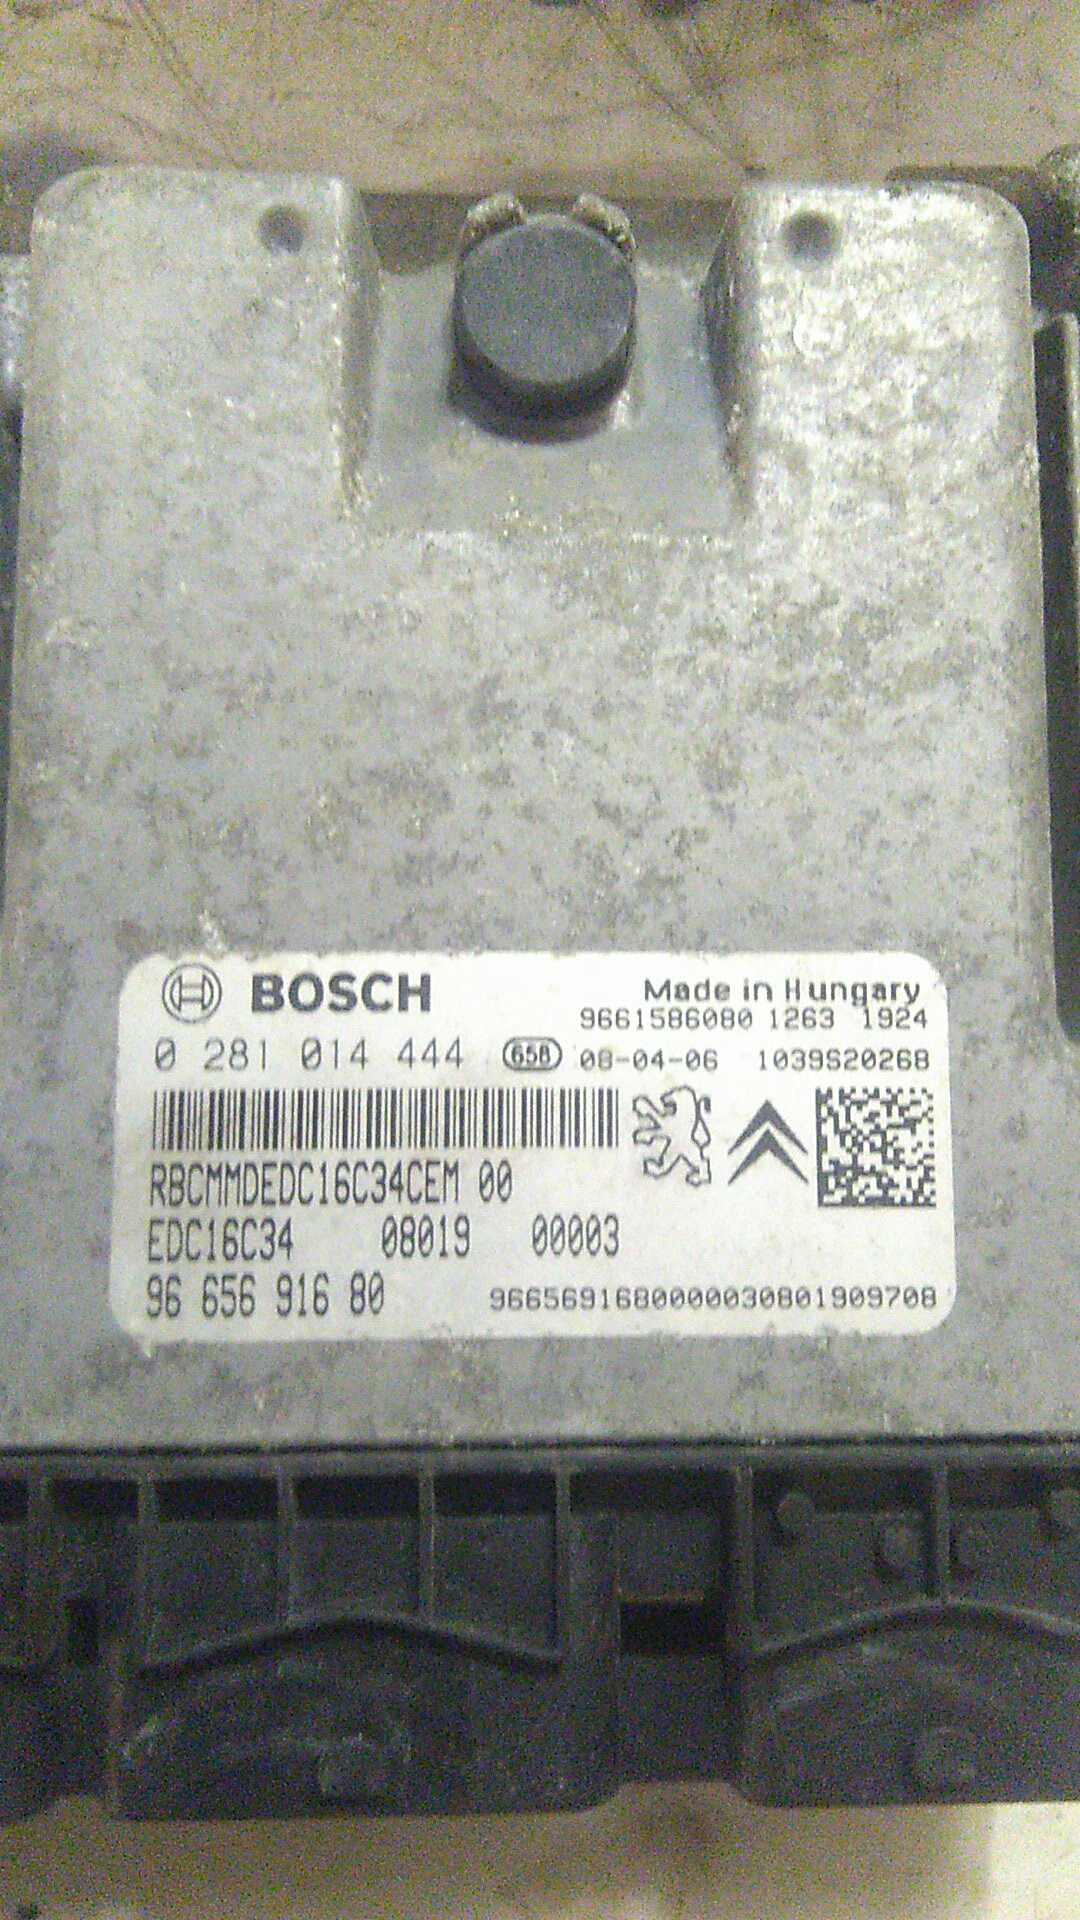 BOSCH
Made in Hungary
9661586080 1263 1924
0 281 014 444 658 08-04-06 1039S20268
RBCMMDEDC16C34CEM 00
EDC16C34 08019 00003
96 656 916 80 9665691680000030801909708